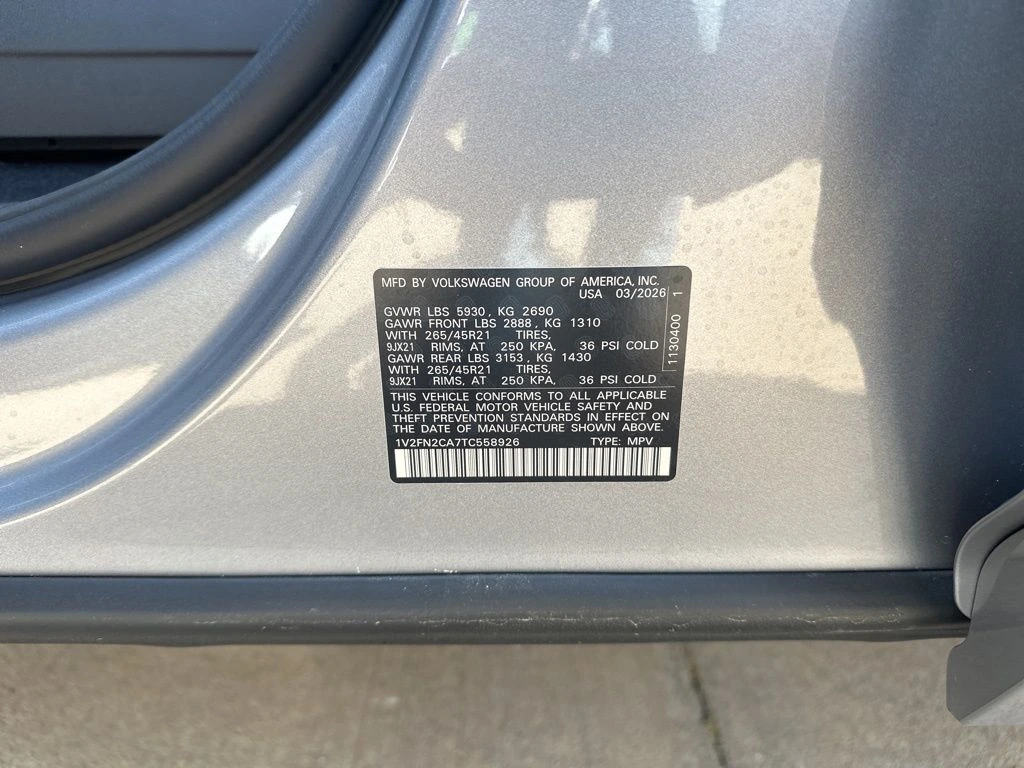 MFD BY VOLKSWAGEN GROUP OF AMERICA, INC.
USA 03/2026
GVWR LBS 5930, KG 2690
GAWR FRONT LBS 2888, KG 1310
WITH 265/45R21 TIRES,
9JX21 RIMS, AT 250 KPA, 36 PSI COLD
GAWR REAR LBS 3153, KG 1430
WITH 265/45R21 TIRES,
9JX21 RIMS, AT 250 KPA, 36 PSI COLD
THIS VEHICLE CONFORMS TO ALL APPLICABLE
U.S. FEDERAL MOTOR VEHICLE SAFETY AND
THEFT PREVENTION STANDARDS IN EFFECT ON
THE DATE OF MANUFACTURE SHOWN ABOVE.
1V2FN2CA7TC558926 TYPE: MPV
1130400 1